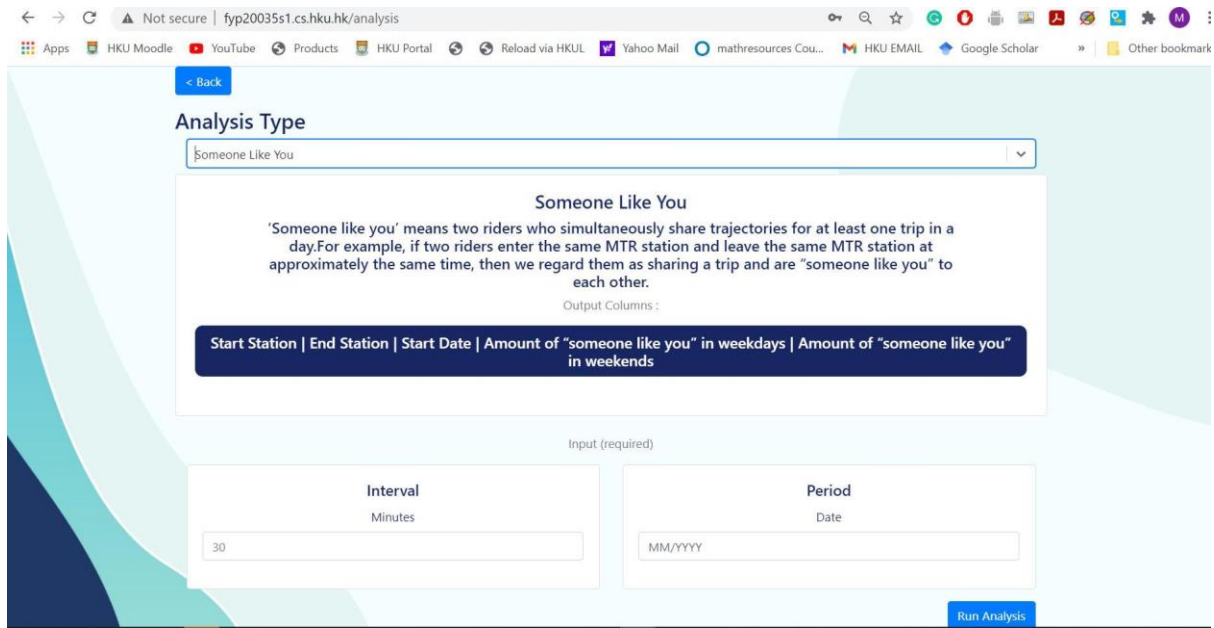 Not secure | fyp20035s1.cs.hku.hk/analysis
M
Apps HKU Moodle YouTube Products HKU Portal Reload via HKUL Yahoo Mail mathresources Cou... HKU EMAIL Google Scholar » Other bookmark
< Back
Analysis Type
Someone Like You
Someone Like You
'Someone like you' means two riders who simultaneously share trajectories for at least one trip in a
day.For example, if two riders enter the same MTR station and leave the same MTR station at
approximately the same time, then we regard them as sharing a trip and are "someone like you" to
each other.
Output Columns :
Start Station | End Station | Start Date | Amount of "someone like you" in weekdays | Amount of "someone like you"
in weekends
Input (required)
Interval
Minutes
30
Period
Date
MM/YYYY
Run Analysis